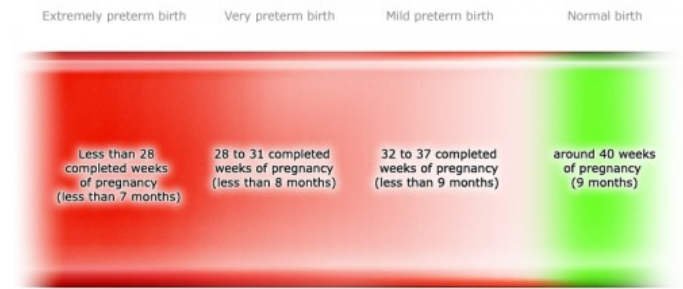 Extremely preterm birth Very preterm birth Mild preterm birth Normal birth
Less than 28
completed weeks
of pregnancy
(less than 7 months)
28 to 31 completed
weeks of pregnancy
(less than 8 months)
32 to 37 completed
weeks of pregnancy
(less than 9 months)
around 40 weeks
of pregnancy
(9 months)